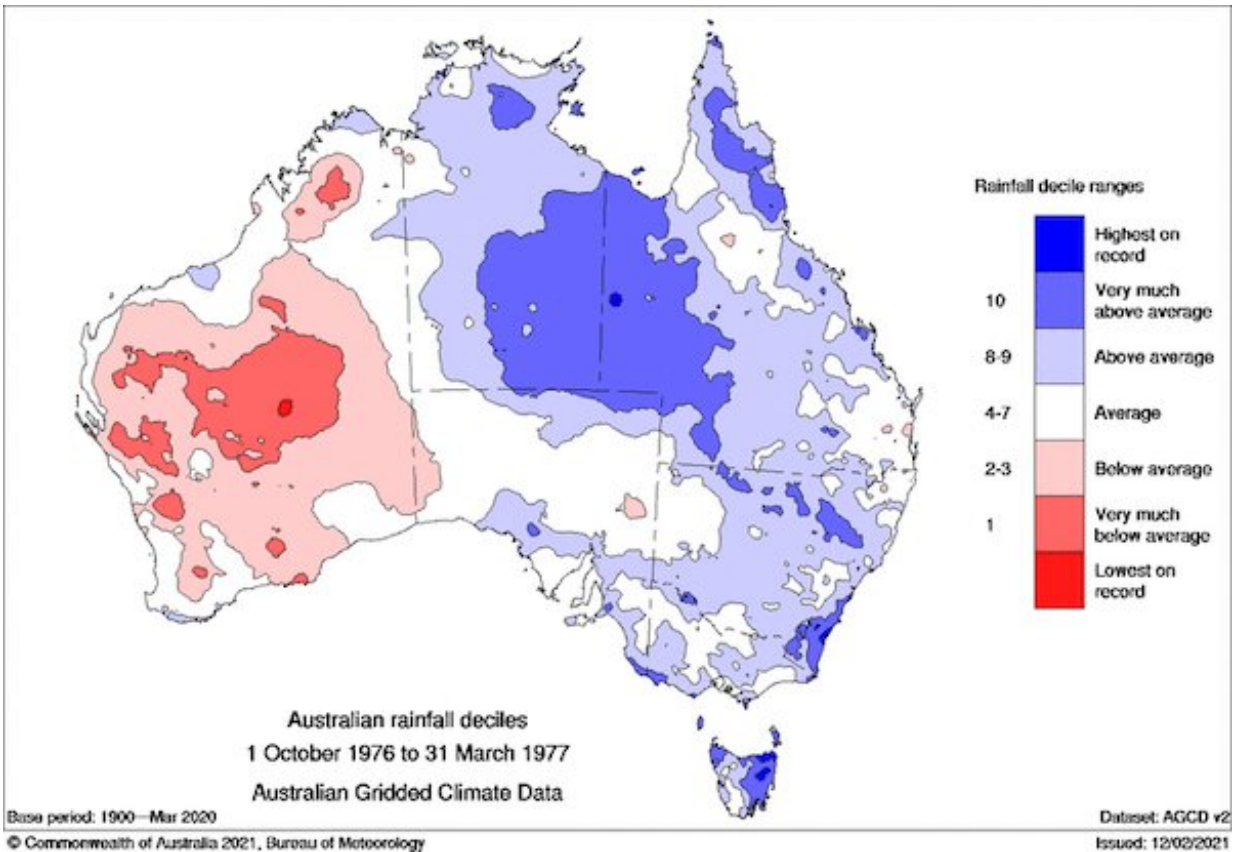 Rainfall decile ranges
Highest on
record
10
Very much
above average
8-9
Above average
4-7
Average
2-3
Below average
1
Very much
below average
Lowest on
record
Australian rainfall deciles
1 October 1976 to 31 March 1977
Australian Gridded Climate Data
Base period: 1900—Mar 2020
Dataset: AGCD v2
© Commonwealth of Australia 2021, Bureau of Meteorology
Issued: 12/02/2021